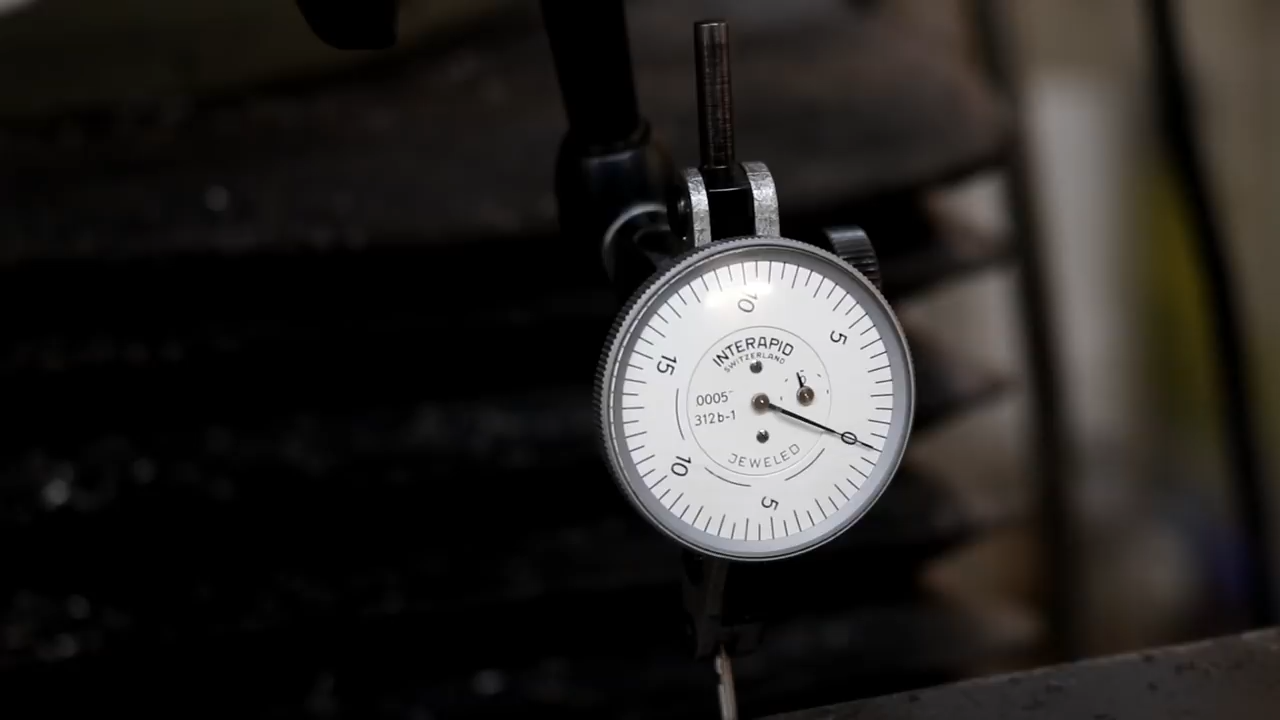 10
5
15
INTERAPID
SWITZERLAND
.0005"
312b-1
0
JEWELED
10
5